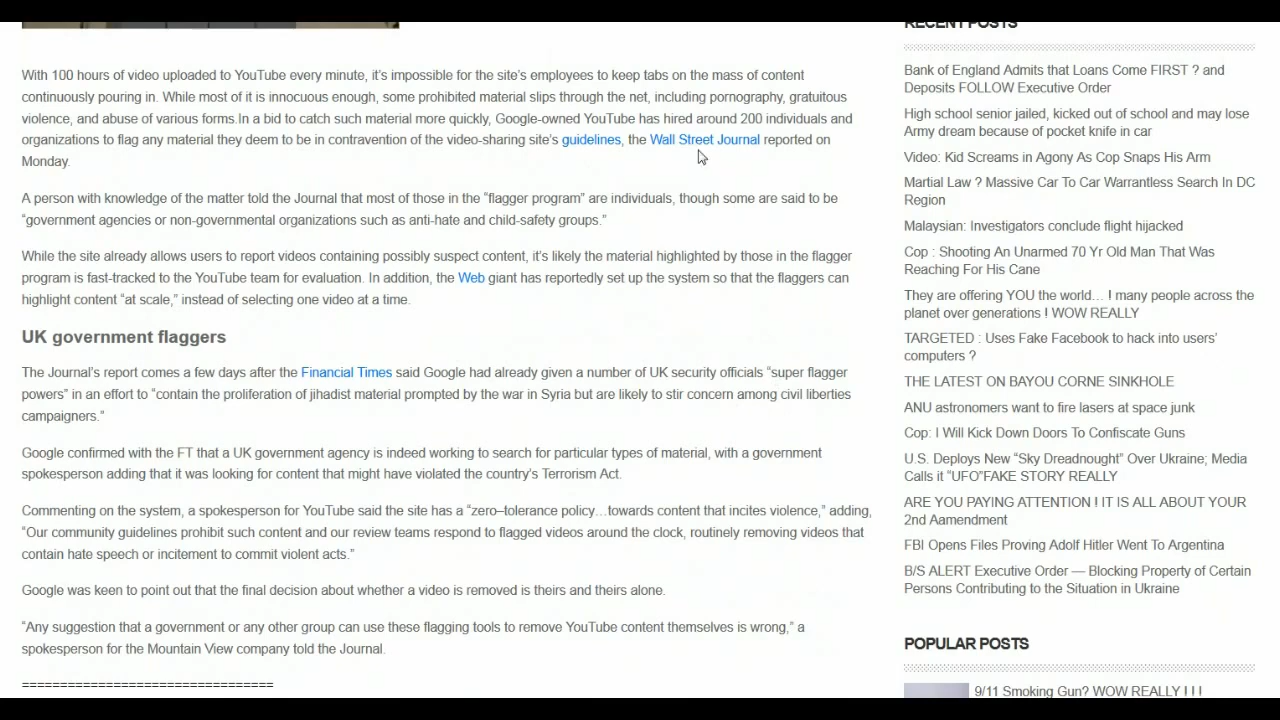 With 100 hours of video uploaded to YouTube every minute, it’s impossible for the site’s employees to keep tabs on the mass of content
continuously pouring in. While most of it is innocuous enough, some prohibited material slips through the net, including pornography, gratuitous
violence, and abuse of various forms.In a bid to catch such material more quickly, Google-owned YouTube has hired around 200 individuals and
organizations to flag any material they deem to be in contravention of the video-sharing site’s guidelines, the Wall Street Journal reported on
Monday.
A person with knowledge of the matter told the Journal that most of those in the “flagger program” are individuals, though some are said to be
“government agencies or non-governmental organizations such as anti-hate and child-safety groups.”
While the site already allows users to report videos containing possibly suspect content, it’s likely the material highlighted by those in the flagger
program is fast-tracked to the YouTube team for evaluation. In addition, the Web giant has reportedly set up the system so that the flaggers can
highlight content “at scale,” instead of selecting one video at a time.
UK government flaggers
The Journal’s report comes a few days after the Financial Times said Google had already given a number of UK security officials “super flagger
powers” in an effort to “contain the proliferation of jihadist material prompted by the war in Syria but are likely to stir concern among civil liberties
campaigners.”
Google confirmed with the FT that a UK government agency is indeed working to search for particular types of material, with a government
spokesperson adding that it was looking for content that might have violated the country’s Terrorism Act.
Commenting on the system, a spokesperson for YouTube said the site has a “zero–tolerance policy…towards content that incites violence,” adding,
“Our community guidelines prohibit such content and our review teams respond to flagged videos around the clock, routinely removing videos that
contain hate speech or incitement to commit violent acts.”
Google was keen to point out that the final decision about whether a video is removed is theirs and theirs alone.
“Any suggestion that a government or any other group can use these flagging tools to remove YouTube content themselves is wrong,” a
spokesperson for the Mountain View company told the Journal.
=================================
RECENT POSTS
Bank of England Admits that Loans Come FIRST ? and
Deposits FOLLOW Executive Order
High school senior jailed, kicked out of school and may lose
Army dream because of pocket knife in car
Video: Kid Screams in Agony As Cop Snaps His Arm
Martial Law ? Massive Car To Car Warrantless Search In DC
Region
Malaysian: Investigators conclude flight hijacked
Cop : Shooting An Unarmed 70 Yr Old Man That Was
Reaching For His Cane
They are offering YOU the world… ! many people across the
planet over generations ! WOW REALLY
TARGETED : Uses Fake Facebook to hack into users’
computers ?
THE LATEST ON BAYOU CORNE SINKHOLE
ANU astronomers want to fire lasers at space junk
Cop: I Will Kick Down Doors To Confiscate Guns
U.S. Deploys New “Sky Dreadnought” Over Ukraine; Media
Calls it “UFO”FAKE STORY REALLY
ARE YOU PAYING ATTENTION ! IT IS ALL ABOUT YOUR
2nd Aamendment
FBI Opens Files Proving Adolf Hitler Went To Argentina
B/S ALERT Executive Order — Blocking Property of Certain
Persons Contributing to the Situation in Ukraine
POPULAR POSTS
9/11 Smoking Gun? WOW REALLY ! ! !